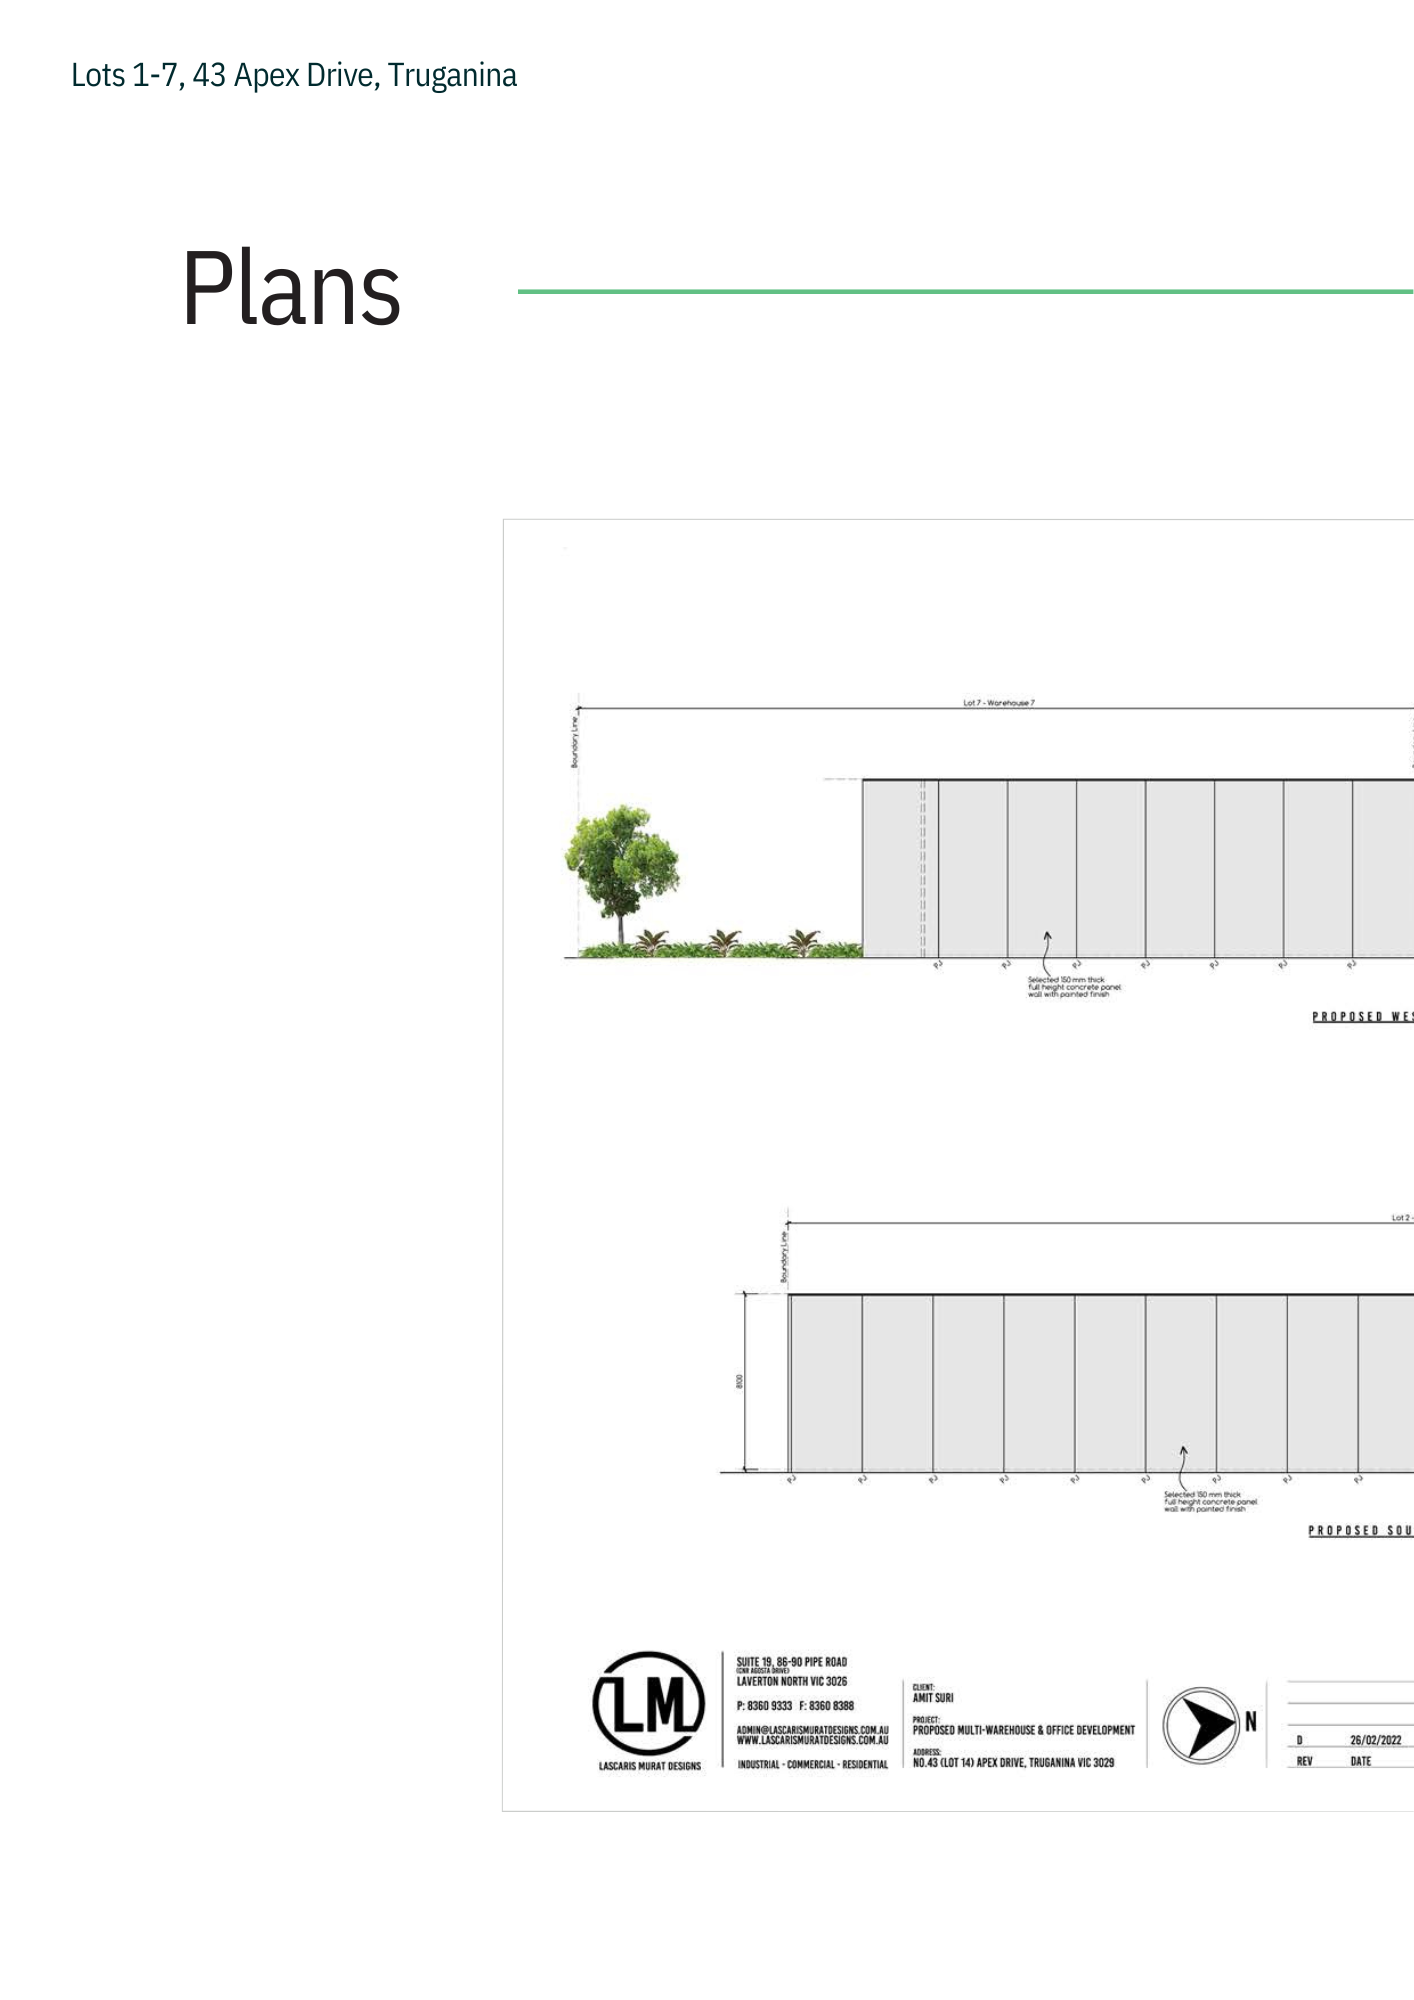 Lots 1-7, 43 Apex Drive, Truganina
Plans
Lot 7 - Warehouse 7
Boundary Line
PJ
PJ
PJ
PJ
PJ
PJ
PJ
Selected 150 mm thick
full height concrete panel
wall with painted finish
PROPOSED WES
Lot 2 -
Boundary Line
8100
PJ
PJ
PJ
PJ
PJ
PJ
PJ
PJ
PJ
Selected 150 mm thick
full height concrete panel
wall with painted finish
PROPOSED SOU
LM
LASCARIS MURAT DESIGNS
SUITE 19, 86-90 PIPE ROAD
(CNR AGOSTA DRIVE)
LAVERTON NORTH VIC 3026
P: 8360 9333 F: 8360 8388
ADMIN@LASCARISMURATDESIGNS.COM.AU
WWW.LASCARISMURATDESIGNS.COM.AU
INDUSTRIAL - COMMERCIAL - RESIDENTIAL
CLIENT:
AMIT SURI
PROJECT:
PROPOSED MULTI-WAREHOUSE & OFFICE DEVELOPMENT
ADDRESS:
NO.43 (LOT 14) APEX DRIVE, TRUGANINA VIC 3029
N
D 26/02/2022
REV DATE